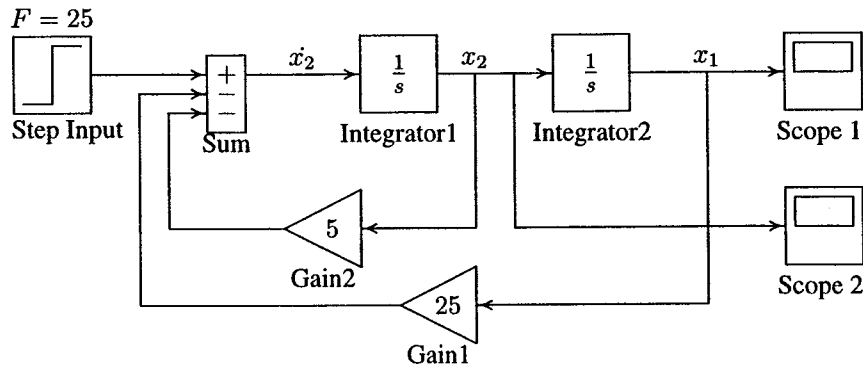 F = 25
Step Input
+
−
−
Sum
ẋ₂
1/s
Integrator1
x₂
1/s
Integrator2
x₁
Scope 1
5
Gain2
Scope 2
25
Gain1